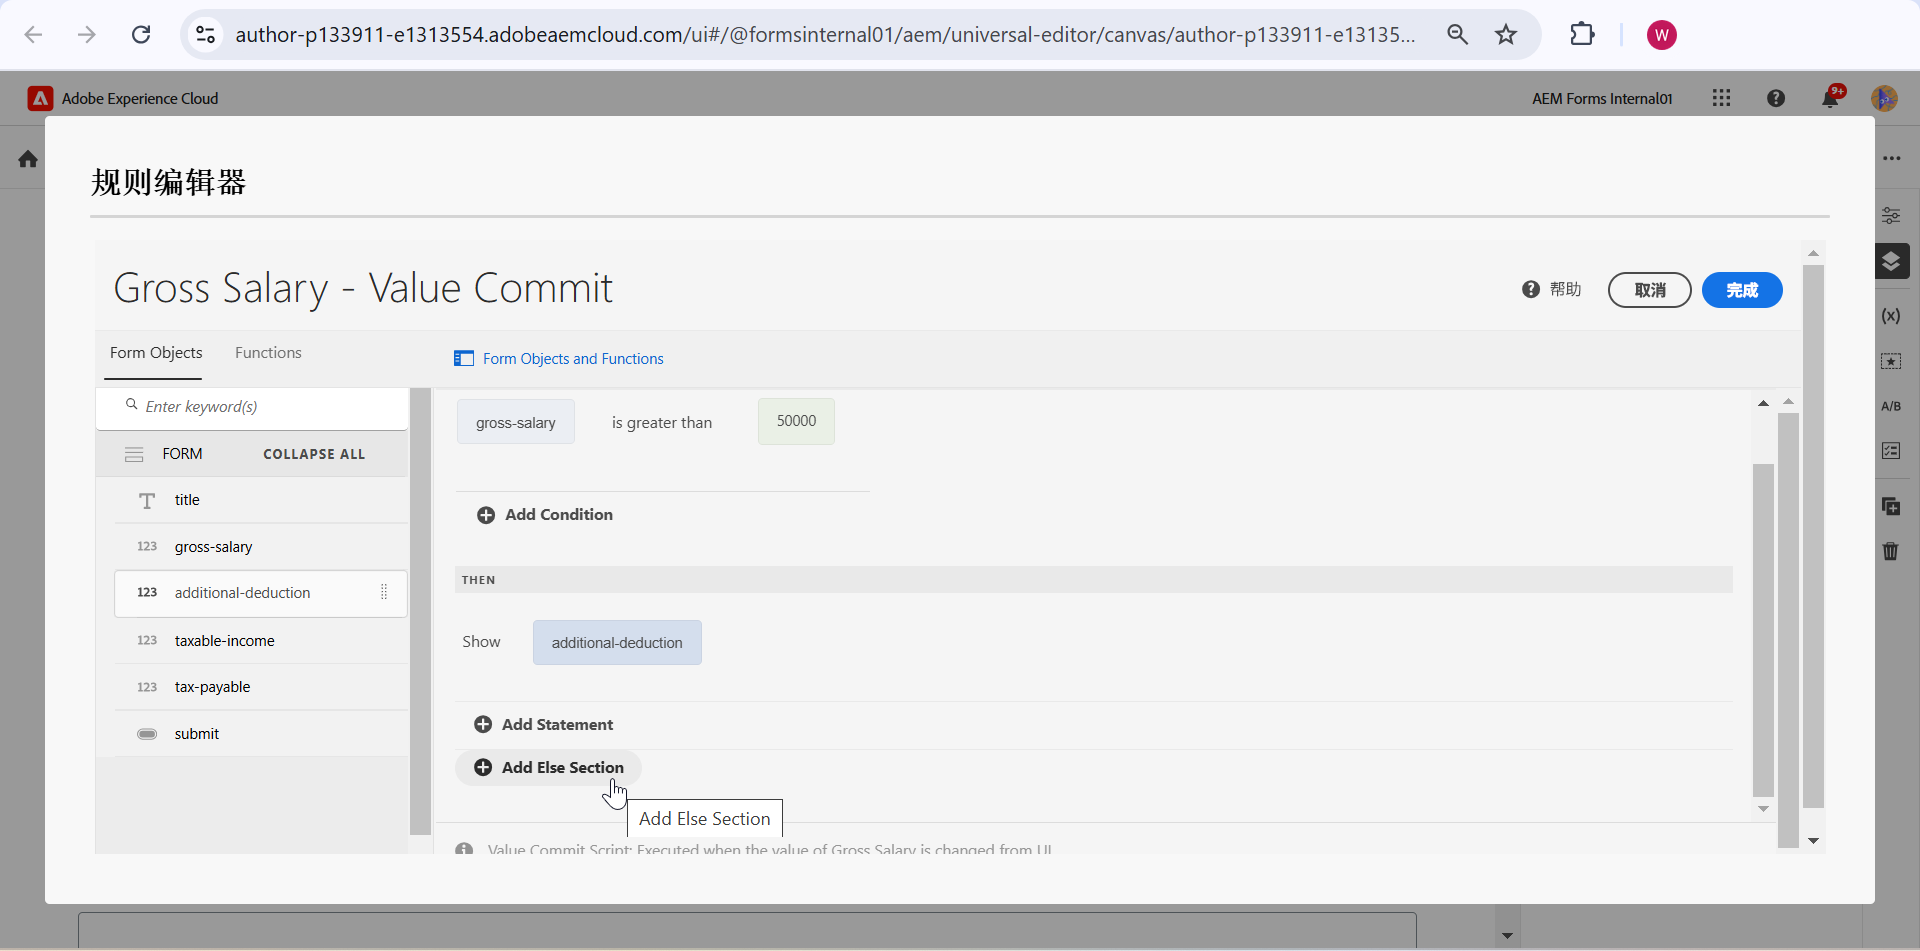 author-p133911-e1313554.adobeaemcloud.com/ui#/@formsinternal01/aem/universal-editor/canvas/author-p133911-e13135...
W
Adobe Experience Cloud
AEM Forms Internal01
9+
规则编辑器
Gross Salary - Value Commit
帮助
取消
完成
Form Objects
Functions
Form Objects and Functions
Enter keyword(s)
FORM
COLLAPSE ALL
title
123 gross-salary
123 additional-deduction
123 taxable-income
123 tax-payable
submit
gross-salary
is greater than
50000
Add Condition
THEN
Show
additional-deduction
Add Statement
Add Else Section
Add Else Section
Value Commit Script: Executed when the value of Gross Salary is changed from UI
(x)
A/B